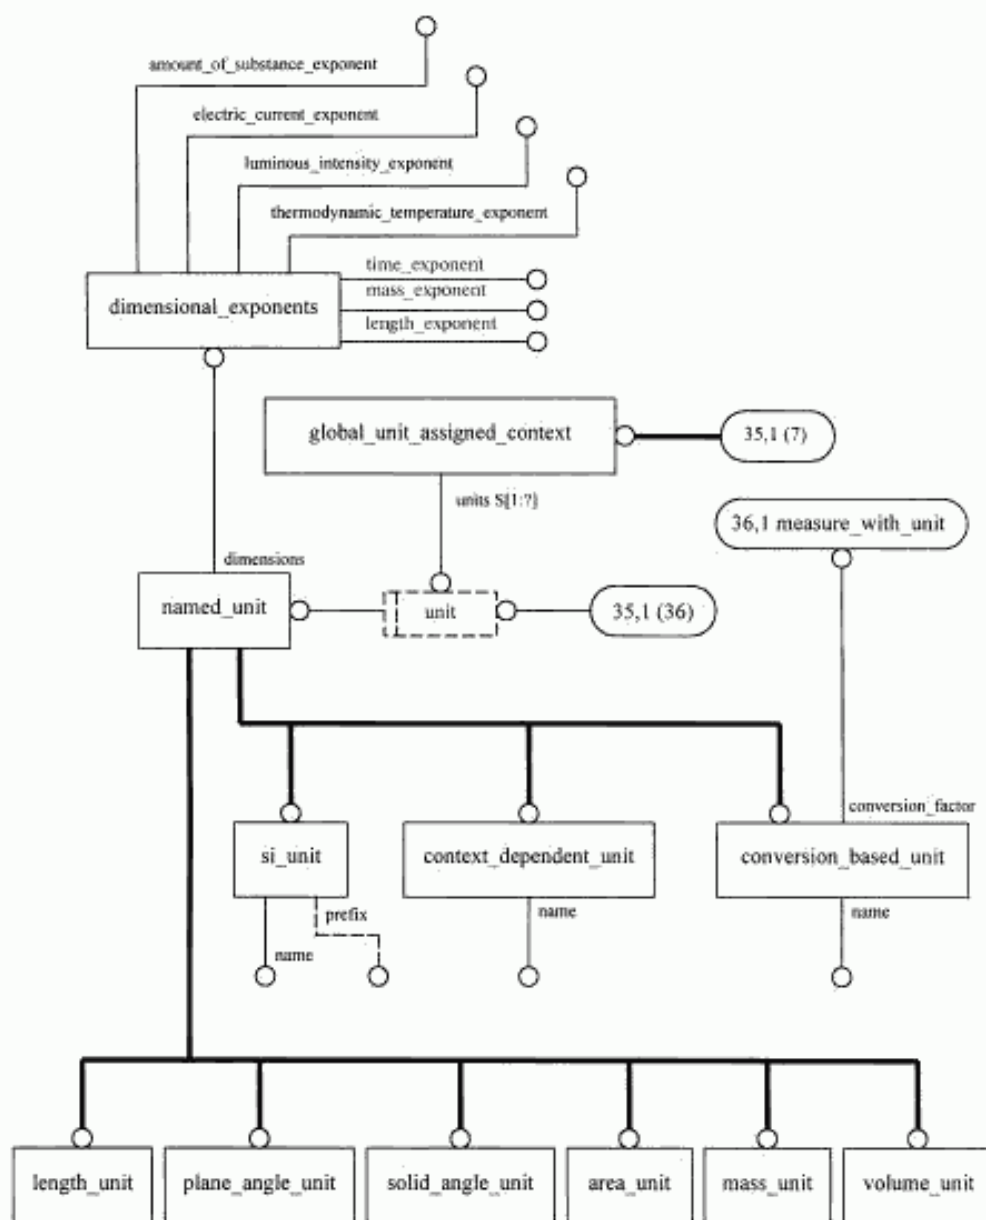 amount_of_substance_exponent
electric_current_exponent
luminous_intensity_exponent
thermodynamic_temperature_exponent
time_exponent
mass_exponent
length_exponent
dimensional_exponents
global_unit_assigned_context
35,1 (7)
units S[1:?]
36,1 measure_with_unit
dimensions
named_unit
unit
35,1 (36)
conversion_factor
si_unit
context_dependent_unit
conversion_based_unit
prefix
name
name
name
length_unit
plane_angle_unit
solid_angle_unit
area_unit
mass_unit
volume_unit